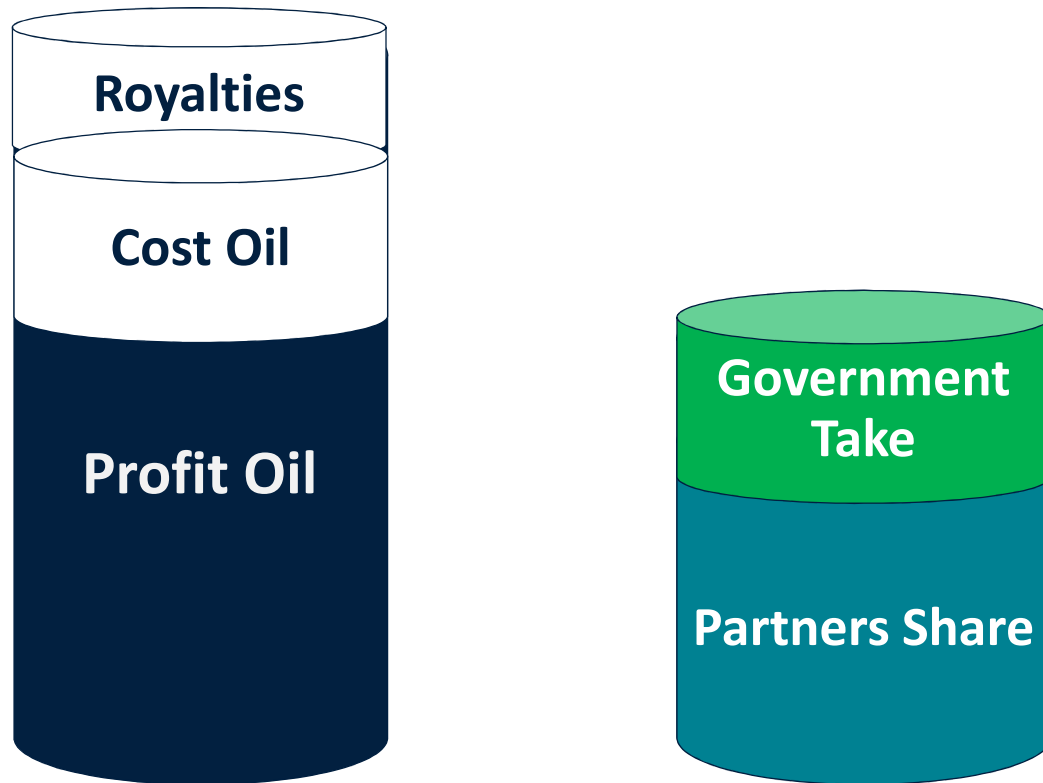 Royalties
Cost Oil
Profit Oil
Government
Take
Partners Share